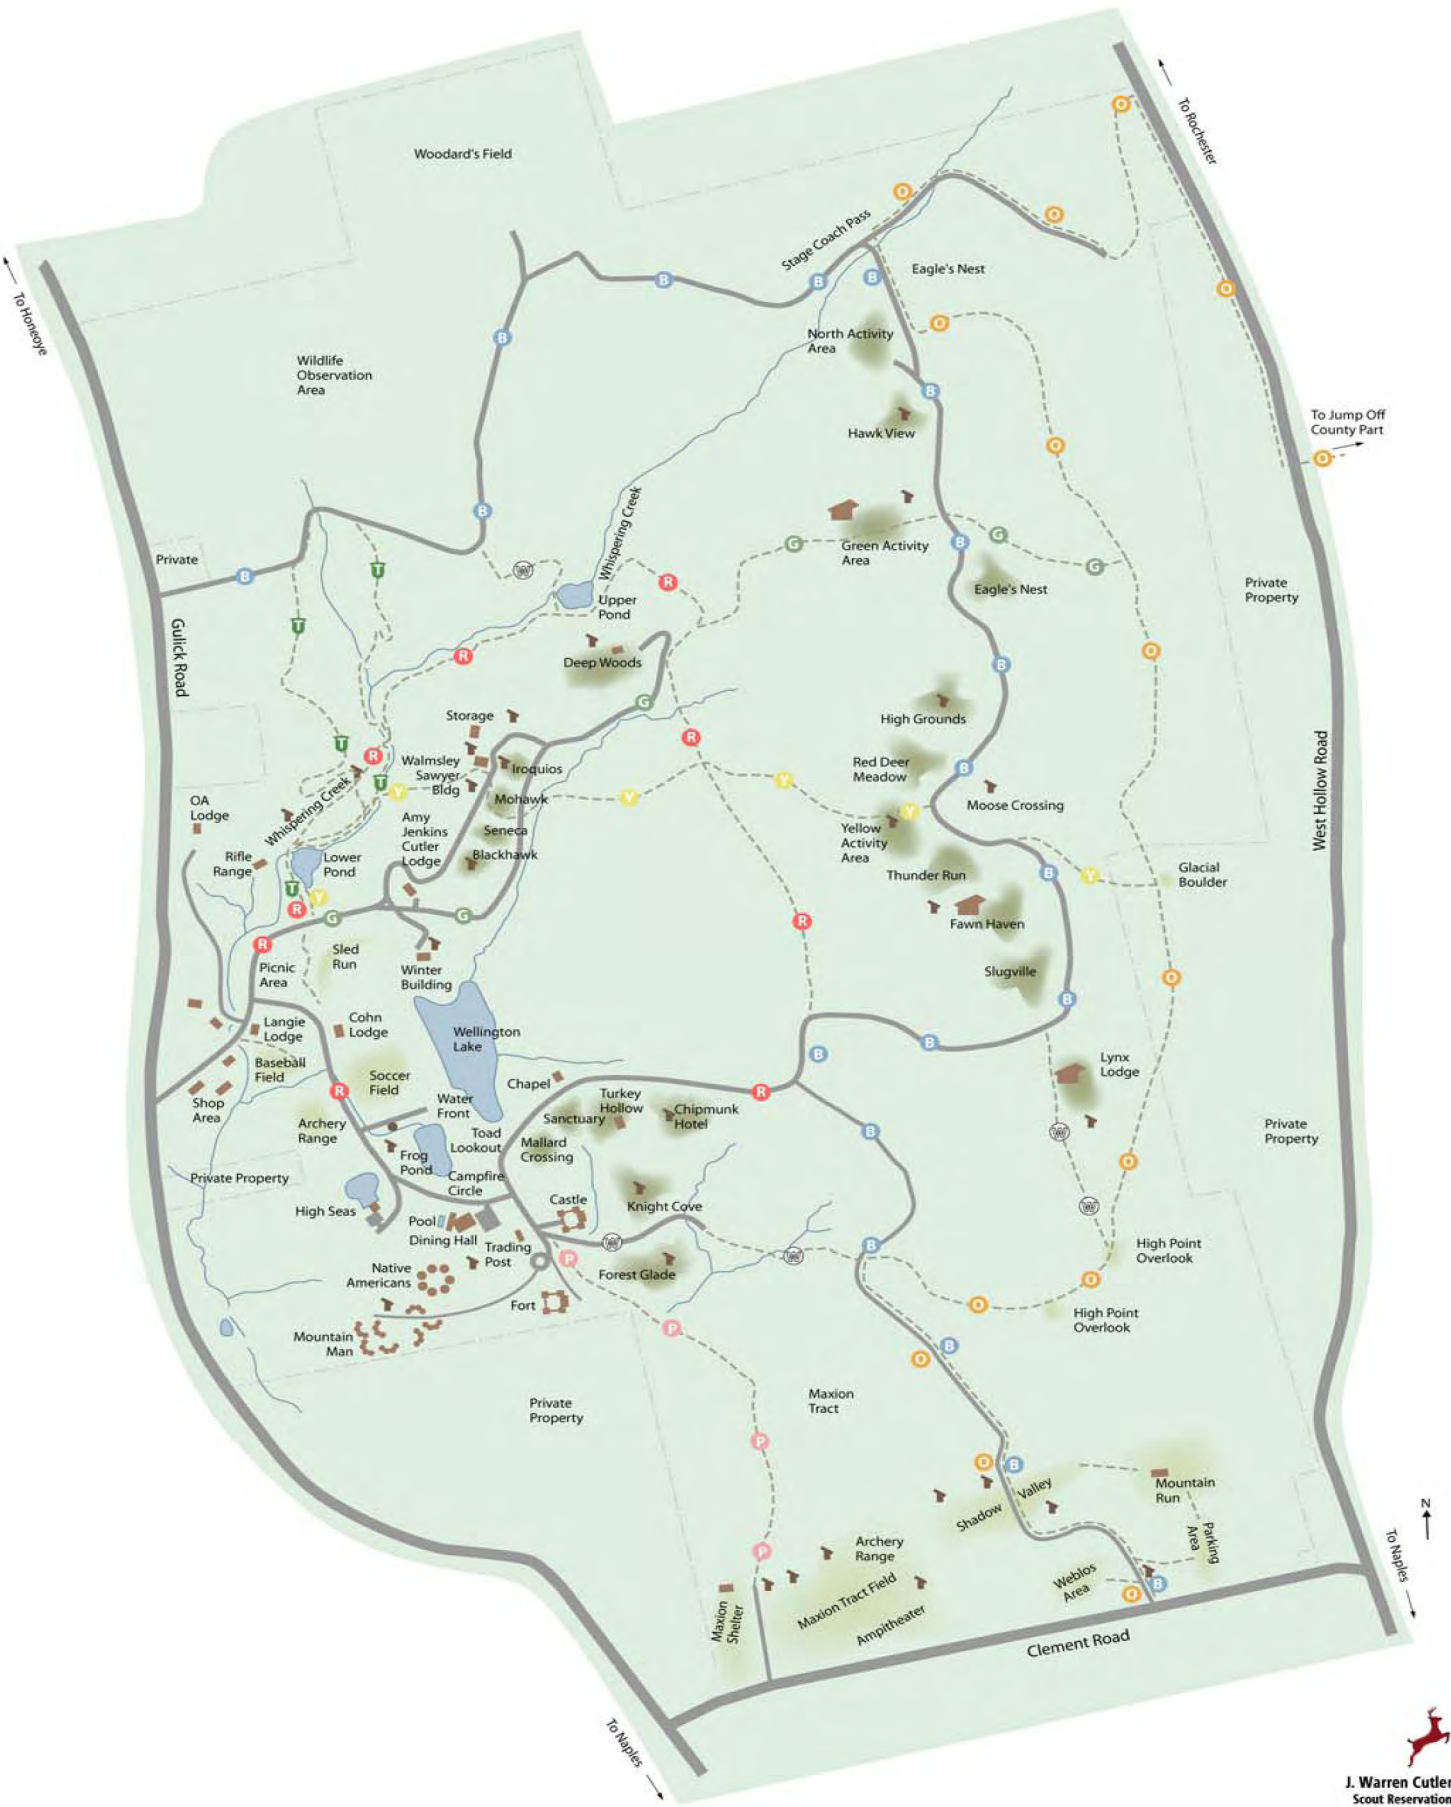 Woodard's Field
To Rochester
Stage Coach Pass
Eagle's Nest
To Honeoye
North Activity
Area
Wildlife
Observation
Area
To Jump Off
County Part
Hawk View
Whispering Creek
Green Activity
Area
Private
Eagle's Nest
Private
Property
Upper
Pond
Gulick Road
Deep Woods
High Grounds
Storage
Walmsley
Sawyer
Bldg
Iroquios
Red Deer
Meadow
West Hollow Road
Mohawk
Moose Crossing
OA
Lodge
Whispering Creek
Amy
Jenkins
Cutler
Lodge
Seneca
Yellow
Activity
Area
Blackhawk
Rifle
Range
Lower
Pond
Thunder Run
Glacial
Boulder
Fawn Haven
Sled
Run
Picnic
Area
Winter
Building
Slugville
Langie
Lodge
Cohn
Lodge
Wellington
Lake
Baseball
Field
Soccer
Field
Lynx
Lodge
Chapel
Shop
Area
Water
Front
Turkey
Hollow
Chipmunk
Hotel
Sanctuary
Archery
Range
Toad
Lookout
Mallard
Crossing
Private
Property
Frog
Pond
Private Property
Campfire
Circle
High Seas
Castle
Knight Cove
Pool
Dining Hall
Trading
Post
High Point
Overlook
Native
Americans
Forest Glade
Fort
High Point
Overlook
Mountain
Man
Private
Property
Maxion
Tract
Shadow Valley
Mountain
Run
Parking
Area
N
To Naples
Archery
Range
Weblos
Area
Maxion Tract Field
Maxion
Shelter
Ampitheater
Clement Road
To Naples
B
O
R
G
Y
T
W
P
J. Warren Cutler
Scout Reservation